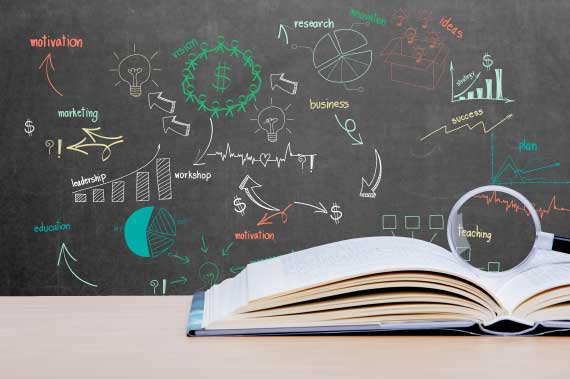 motivation
research
innovation
ideas
vision
$
strategy
$
marketing
business
success
$
?!
plan
leadership
workshop
?!
$
$
education
motivation
teaching
!